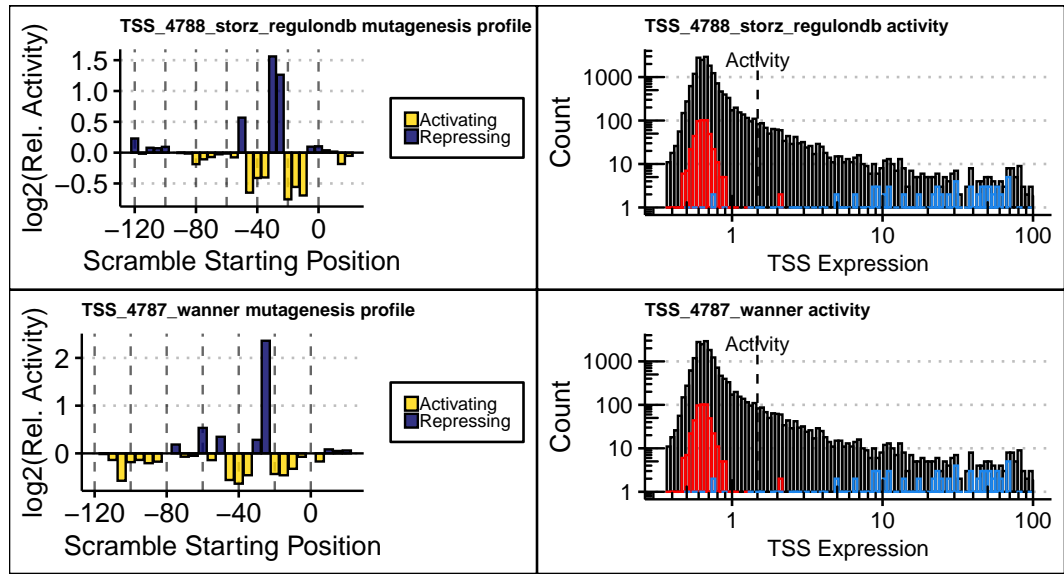 TSS_4788_storz_regulondb mutagenesis profile
log2(Rel. Activity)
1.5
1.0
0.5
0.0
−0.5
−120
−80
−40
0
Scramble Starting Position
Activating
Repressing
TSS_4788_storz_regulondb activity
Activity
Count
1000
100
10
1
1
10
100
TSS Expression
TSS_4787_wanner mutagenesis profile
log2(Rel. Activity)
2
1
0
−120
−80
−40
0
Scramble Starting Position
Activating
Repressing
TSS_4787_wanner activity
Activity
Count
1000
100
10
1
1
10
100
TSS Expression